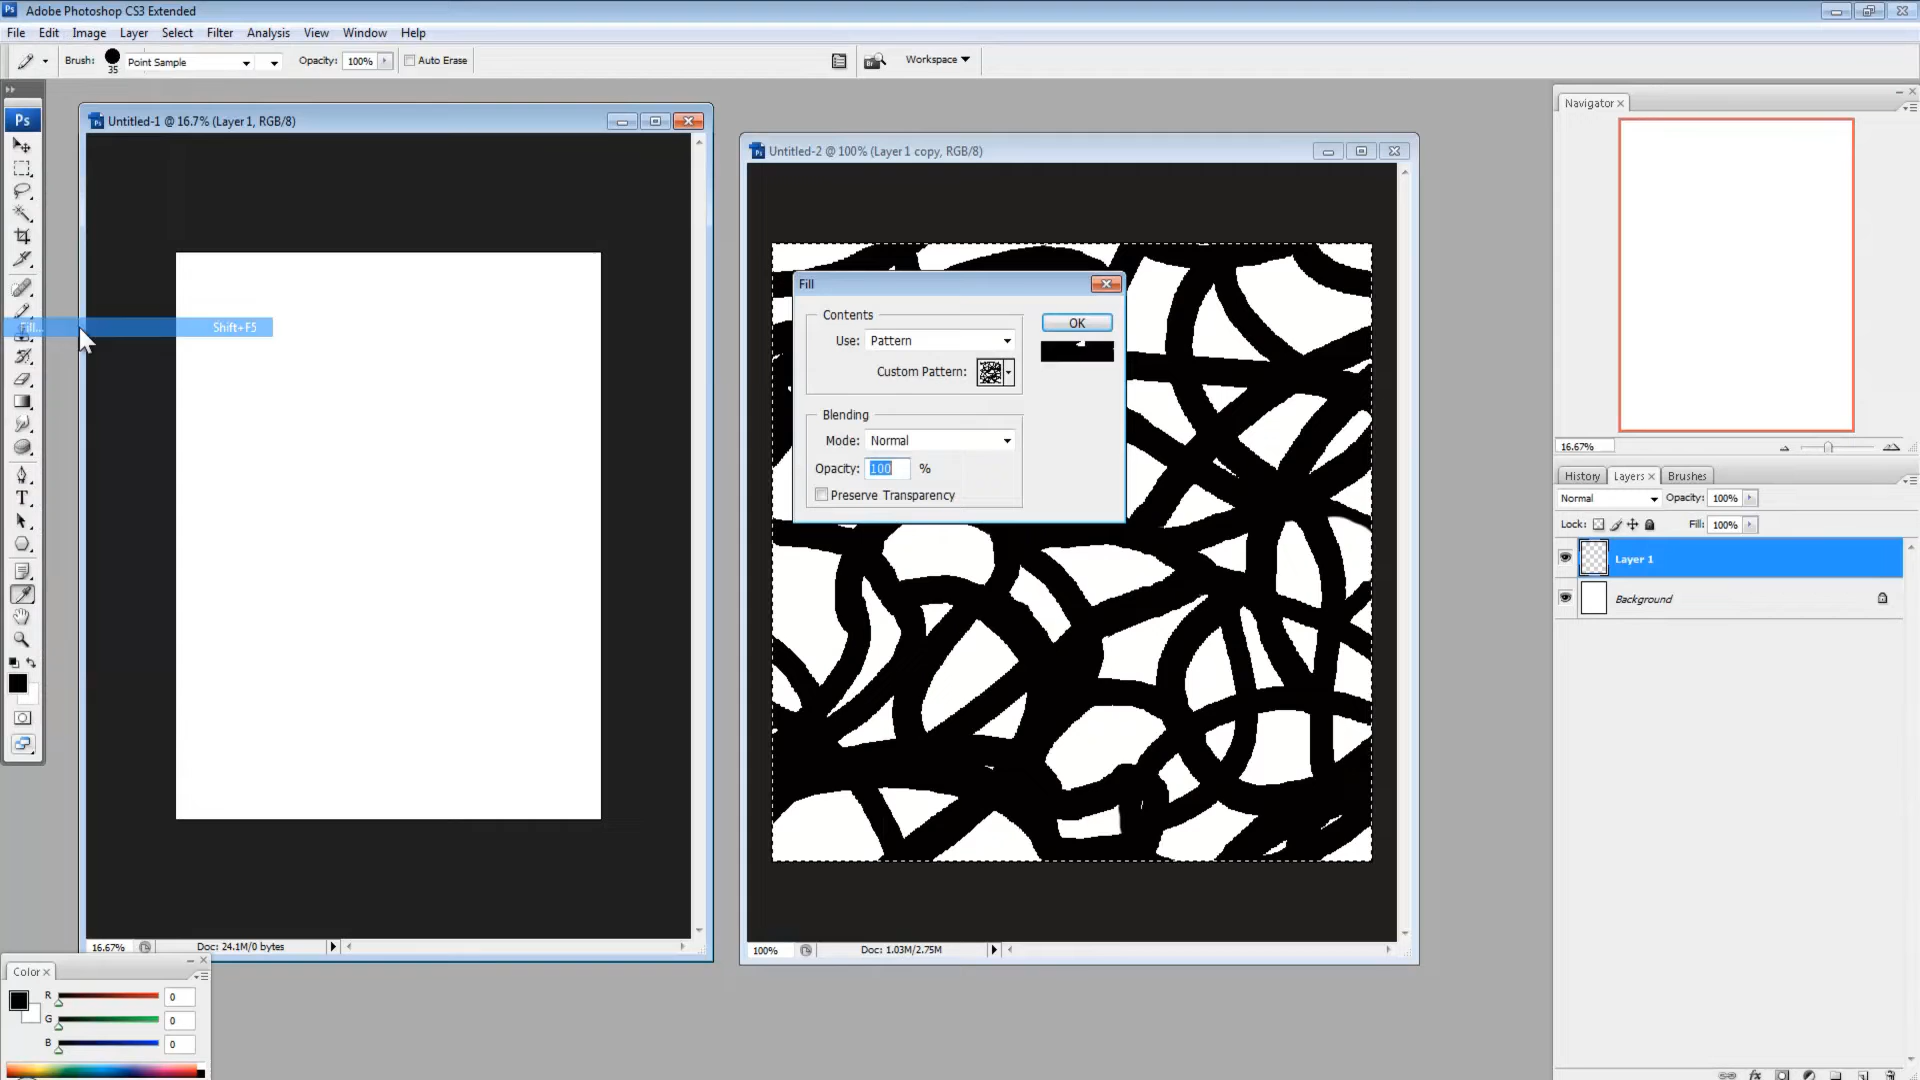 Ps Adobe Photoshop CS3 Extended
File Edit Image Layer Select Filter Analysis View Window Help
Brush: 35 Point Sample Opacity: 100% Auto Erase Workspace
Ps
Untitled-1 @ 16.7% (Layer 1, RGB/8)
Fill... Shift+F5
16.67% Doc: 24.1M/0 bytes
Untitled-2 @ 100% (Layer 1 copy, RGB/8)
Fill
Contents
Use: Pattern
Custom Pattern:
OK
Blending
Mode: Normal
Opacity: 100 %
Preserve Transparency
100% Doc: 1.03M/2.75M
Navigator
16.67%
History Layers Brushes
Normal Opacity: 100%
Lock: Fill: 100%
Layer 1
Background
Color
R 0
G 0
B 0